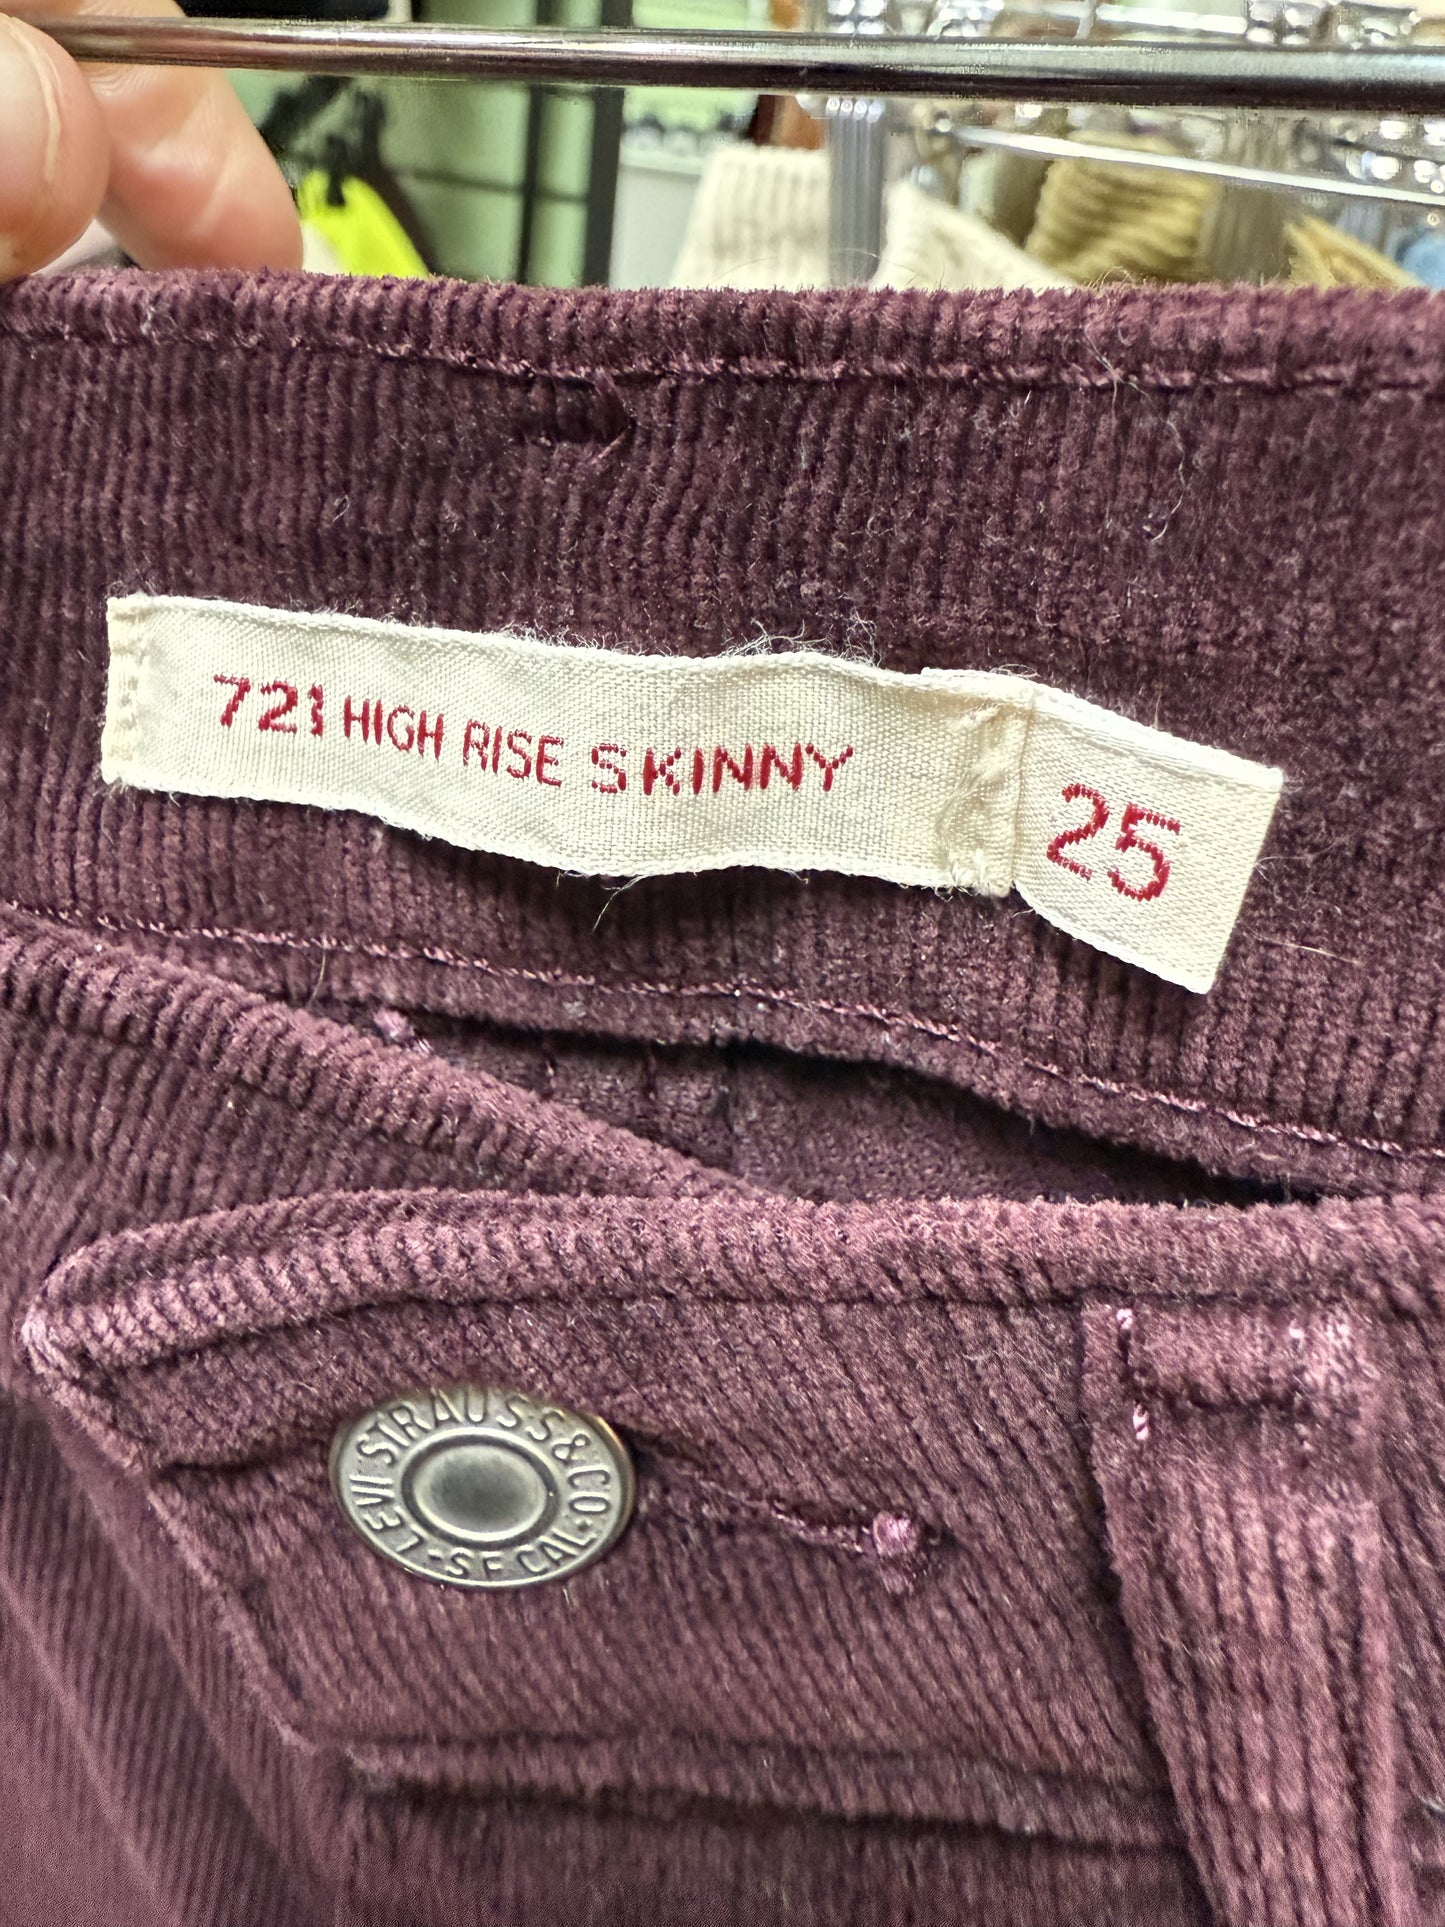 721 HIGH RISE SKINNY
25
LEVI STRAUSS & CO.
- S F CAL -